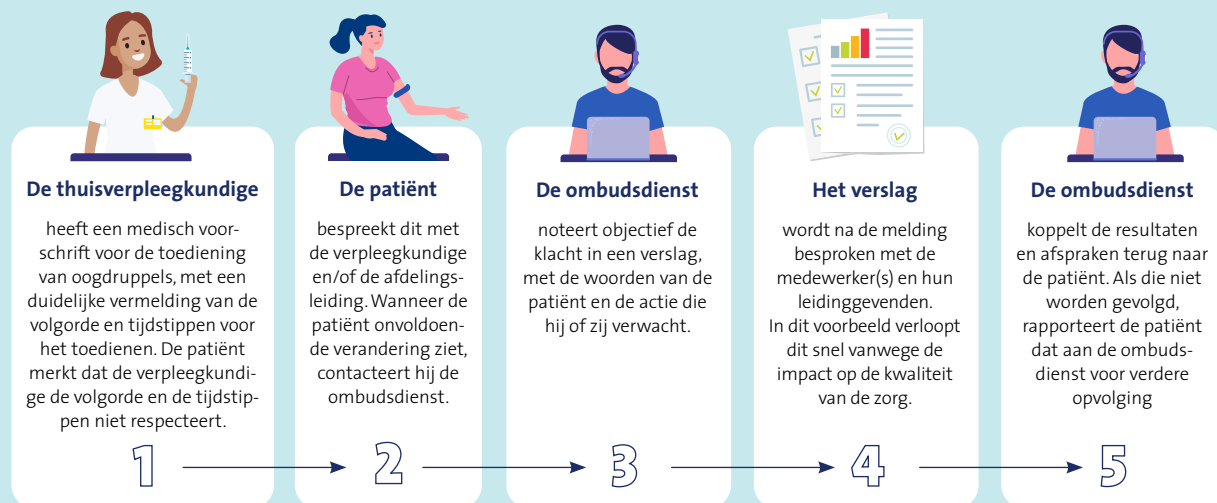 De thuisverpleegkundige
heeft een medisch voor-
schrift voor de toediening
van oogdruppels, met een
duidelijke vermelding van de
volgorde en tijdstippen voor
het toedienen. De patiënt
merkt dat de verpleegkundi-
ge de volgorde en de tijdstip-
pen niet respecteert.
1
De patiënt
bespreekt dit met
de verpleegkundige
en/of de afdelings-
leiding. Wanneer de
patiënt onvoldoen-
de verandering ziet,
contacteert hij de
ombudsdienst.
2
De ombudsdienst
noteert objectief de
klacht in een verslag,
met de woorden van de
patiënt en de actie die
hij of zij verwacht.
3
Het verslag
wordt na de melding
besproken met de
medewerker(s) en hun
leidinggevenden.
In dit voorbeeld verloopt
dit snel vanwege de
impact op de kwaliteit
van de zorg.
4
De ombudsdienst
koppelt de resultaten
en afspraken terug naar
de patiënt. Als die niet
worden gevolgd,
rapporteert de patiënt
dat aan de ombuds-
dienst voor verdere
opvolging
5